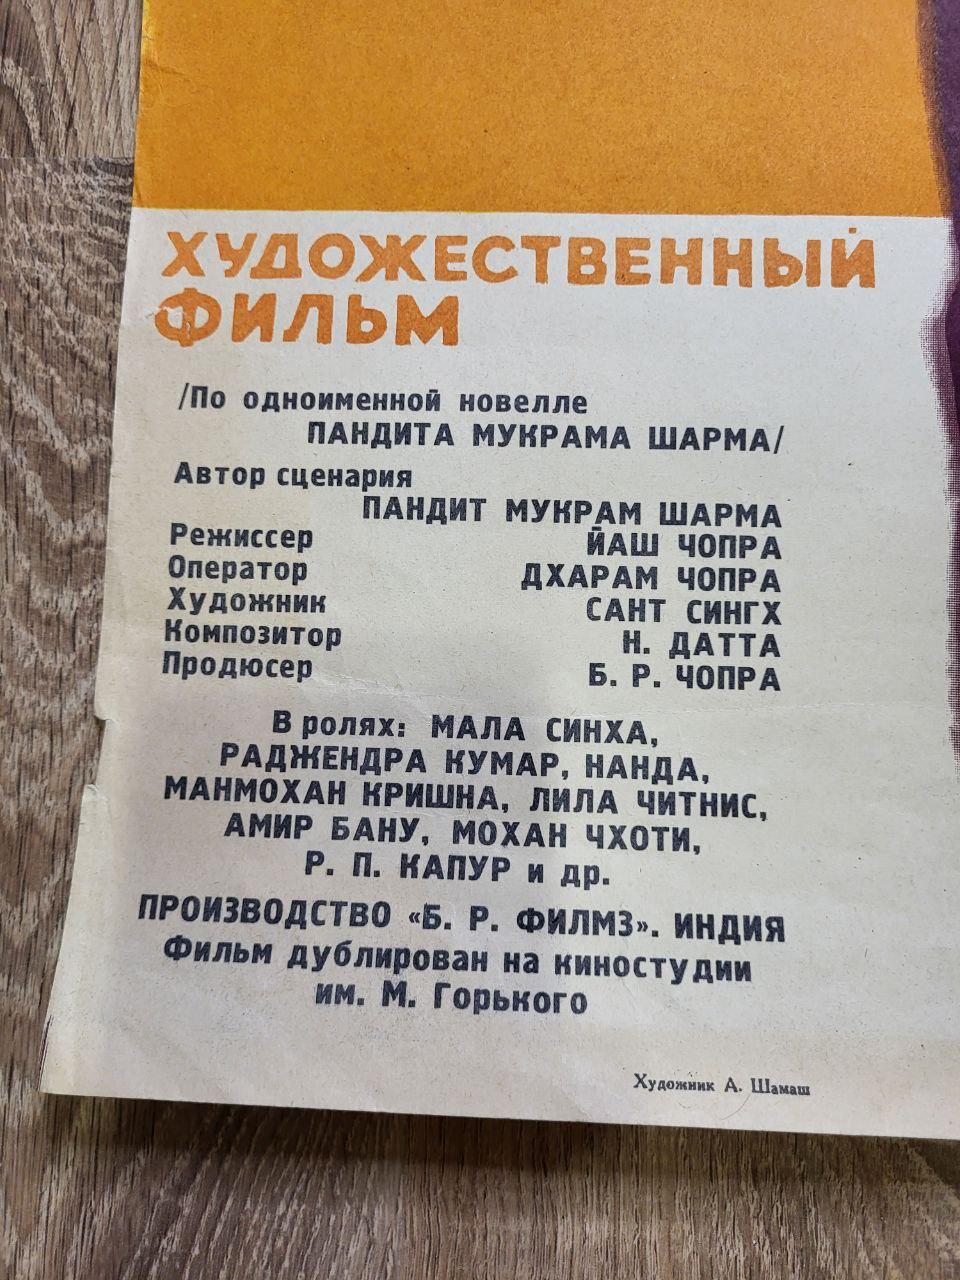 ХУДОЖЕСТВЕННЫЙ
ФИЛЬМ
/По одноименной новелле
ПАНДИТА МУКРАМА ШАРМА/
Автор сценария
ПАНДИТ МУКРАМ ШАРМА
Режиссер ЙАШ ЧОПРА
Оператор ДХАРАМ ЧОПРА
Художник САНТ СИНГХ
Композитор Н. ДАТТА
Продюсер Б. Р. ЧОПРА
В ролях: МАЛА СИНХА,
РАДЖЕНДРА КУМАР, НАНДА,
МАНМОХАН КРИШНА, ЛИЛА ЧИТНИС,
АМИР БАНУ, МОХАН ЧХОТИ,
Р. П. КАПУР и др.
ПРОИЗВОДСТВО «Б. Р. ФИЛМЗ». ИНДИЯ
Фильм дублирован на киностудии
им. М. Горького
Художник А. Шамаш